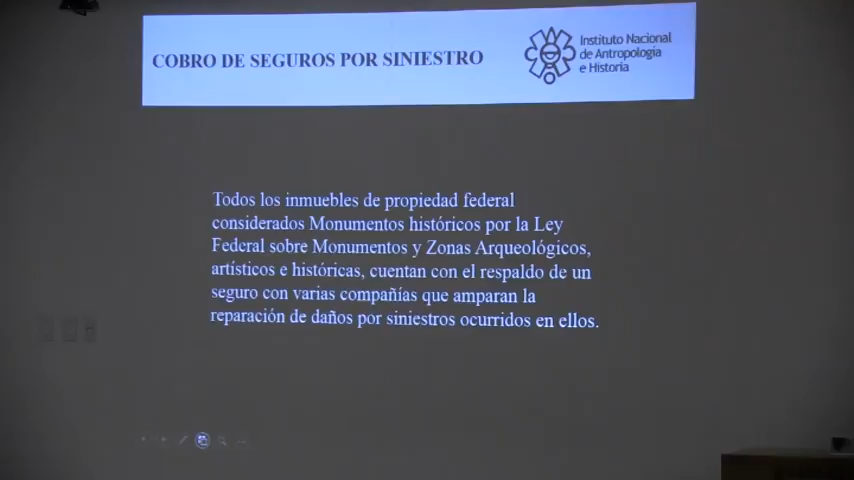 COBRO DE SEGUROS POR SINIESTRO
Instituto Nacional
de Antropología
e Historia
Todos los inmuebles de propiedad federal
considerados Monumentos históricos por la Ley
Federal sobre Monumentos y Zonas Arqueológicos,
artísticos e históricas, cuentan con el respaldo de un
seguro con varias compañías que amparan la
reparación de daños por siniestros ocurridos en ellos.